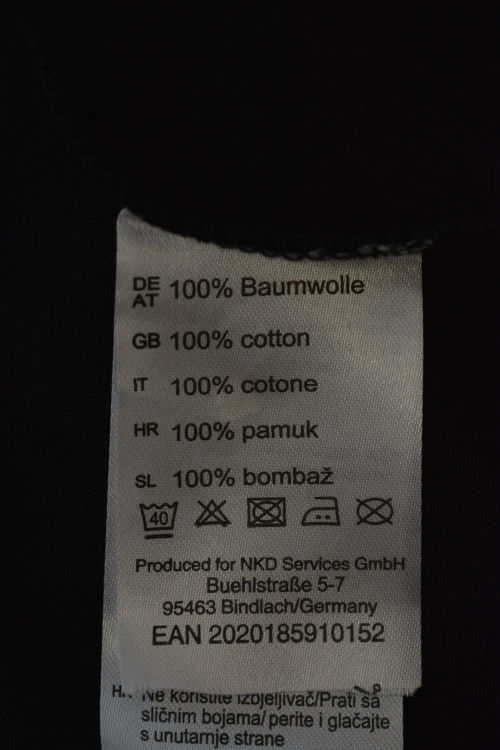 DE AT 100% Baumwolle
GB 100% cotton
IT 100% cotone
HR 100% pamuk
SL 100% bombaž
40
Produced for NKD Services GmbH
Buehlstraße 5-7
95463 Bindlach/Germany
EAN 2020185910152
Ne koristite izbjeljivač/Prati sa
sličnim bojama/ perite i glačajte
s unutarnje strane